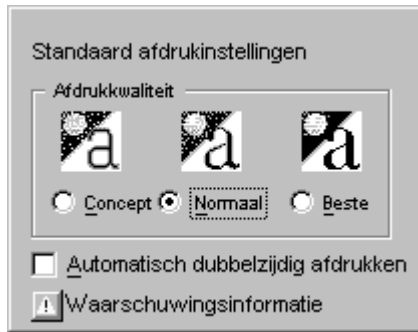 Standaard afdrukinstellingen
Afdrukkwaliteit
a a a
Concept Normaal Beste
Automatisch dubbelzijdig afdrukken
Waarschuwingsinformatie